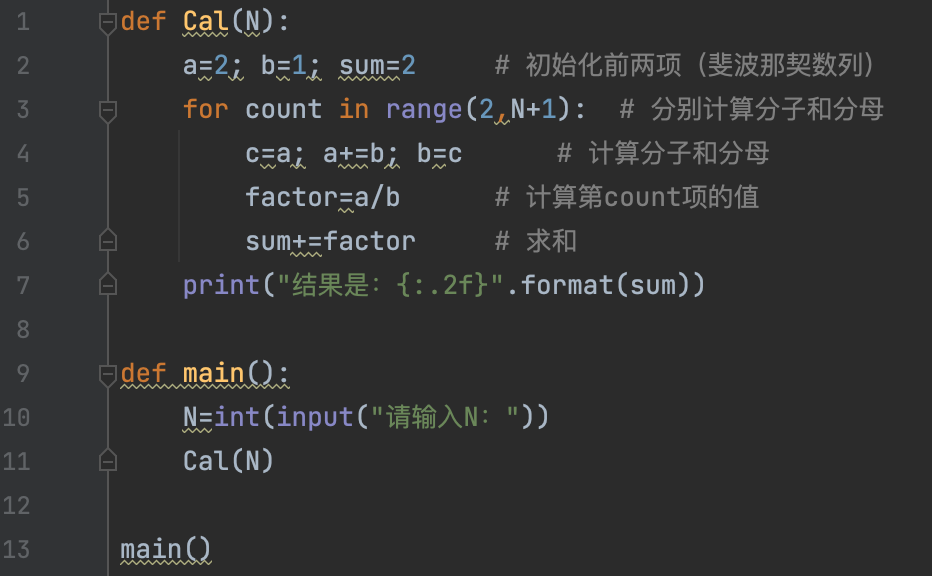 1 def Cal(N):
2 a=2; b=1; sum=2 # 初始化前两项（斐波那契数列）
3 for count in range(2,N+1): # 分别计算分子和分母
4 c=a; a+=b; b=c # 计算分子和分母
5 factor=a/b # 计算第count项的值
6 sum+=factor # 求和
7 print("结果是：{:.2f}".format(sum))
8
9 def main():
10 N=int(input("请输入N："))
11 Cal(N)
12
13 main()